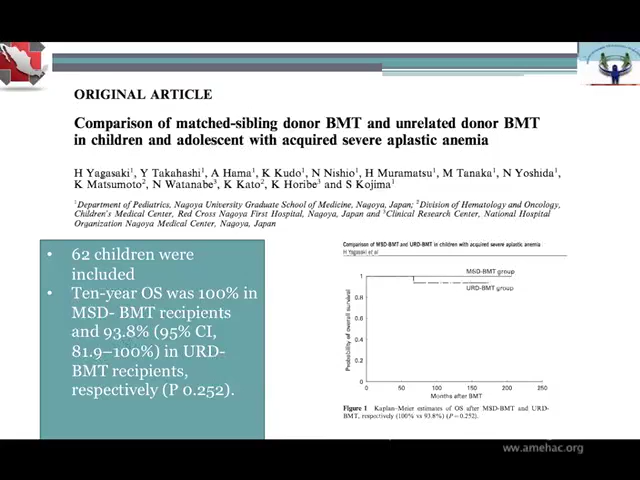 ORIGINAL ARTICLE
Comparison of matched-sibling donor BMT and unrelated donor BMT
in children and adolescent with acquired severe aplastic anemia
H Yagasaki¹, Y Takahashi¹, A Hama¹, K Kudo¹, N Nishio¹, H Muramatsu¹, M Tanaka¹, N Yoshida¹,
K Matsumoto², N Watanabe³, K Kato², K Horibe³ and S Kojima¹
¹Department of Pediatrics, Nagoya University Graduate School of Medicine, Nagoya, Japan; ²Division of Hematology and Oncology,
Children's Medical Center, Red Cross Nagoya First Hospital, Nagoya, Japan and ³Clinical Research Center, National Hospital
Organization Nagoya Medical Center, Nagoya, Japan
• 62 children were
included
• Ten-year OS was 100% in
MSD- BMT recipients
and 93.8% (95% CI,
81.9–100%) in URD-
BMT recipients,
respectively (P 0.252).
Comparison of MSD-BMT and URD-BMT in children with acquired severe aplastic anemia
H Yagasaki et al
MSD-BMT group
URD-BMT group
Probability of overall survival
1
0.8
0.6
0.4
0.2
0
0 50 100 150 200 250
Months after BMT
Figure 1 Kaplan–Meier estimates of OS after MSD-BMT and URD-
BMT, respectively (100% vs 93.8%) (P=0.252).
ww.amehac.org